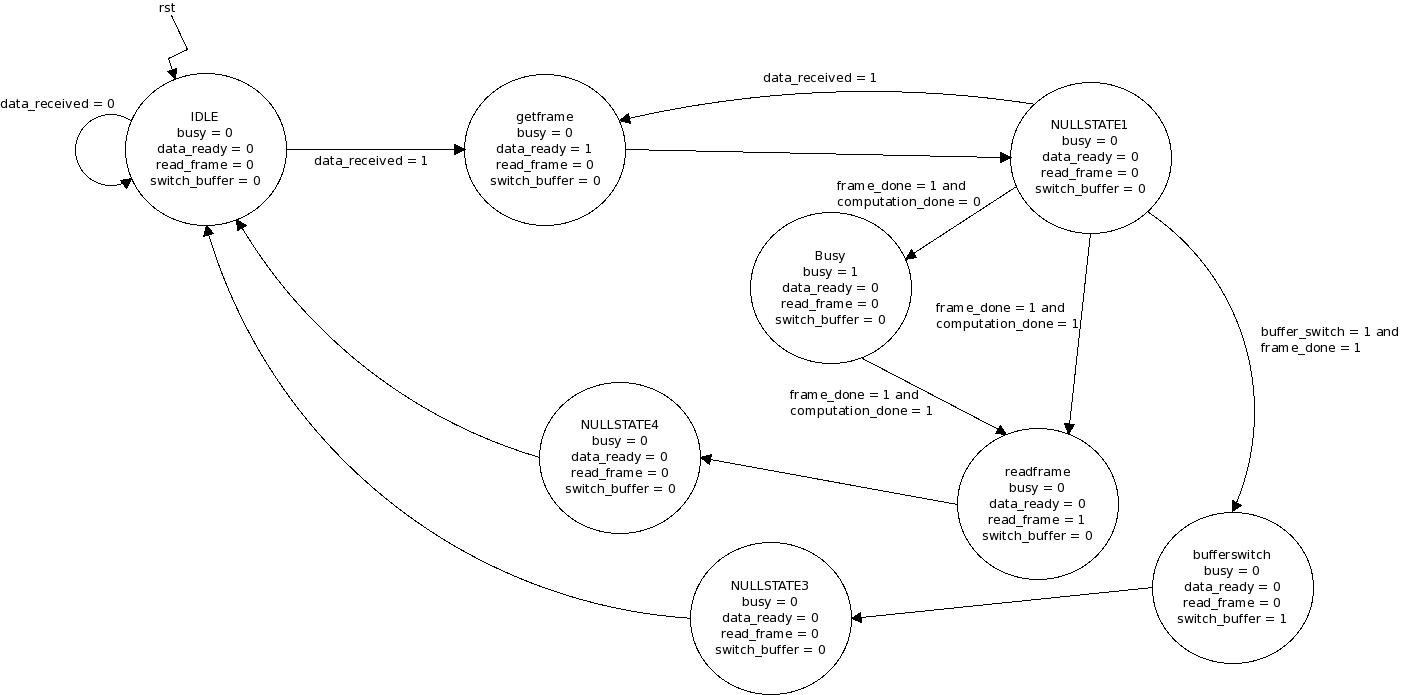 rst
data_received = 0
IDLE
busy = 0
data_ready = 0
read_frame = 0
switch_buffer = 0
data_received = 1
getframe
busy = 0
data_ready = 1
read_frame = 0
switch_buffer = 0
data_received = 1
NULLSTATE1
busy = 0
data_ready = 0
read_frame = 0
switch_buffer = 0
frame_done = 1 and
computation_done = 0
Busy
busy = 1
data_ready = 0
read_frame = 0
switch_buffer = 0
frame_done = 1 and
computation_done = 1
buffer_switch = 1 and
frame_done = 1
frame_done = 1 and
computation_done = 1
NULLSTATE4
busy = 0
data_ready = 0
read_frame = 0
switch_buffer = 0
readframe
busy = 0
data_ready = 0
read_frame = 1
switch_buffer = 0
bufferswitch
busy = 0
data_ready = 0
read_frame = 0
switch_buffer = 1
NULLSTATE3
busy = 0
data_ready = 0
read_frame = 0
switch_buffer = 0